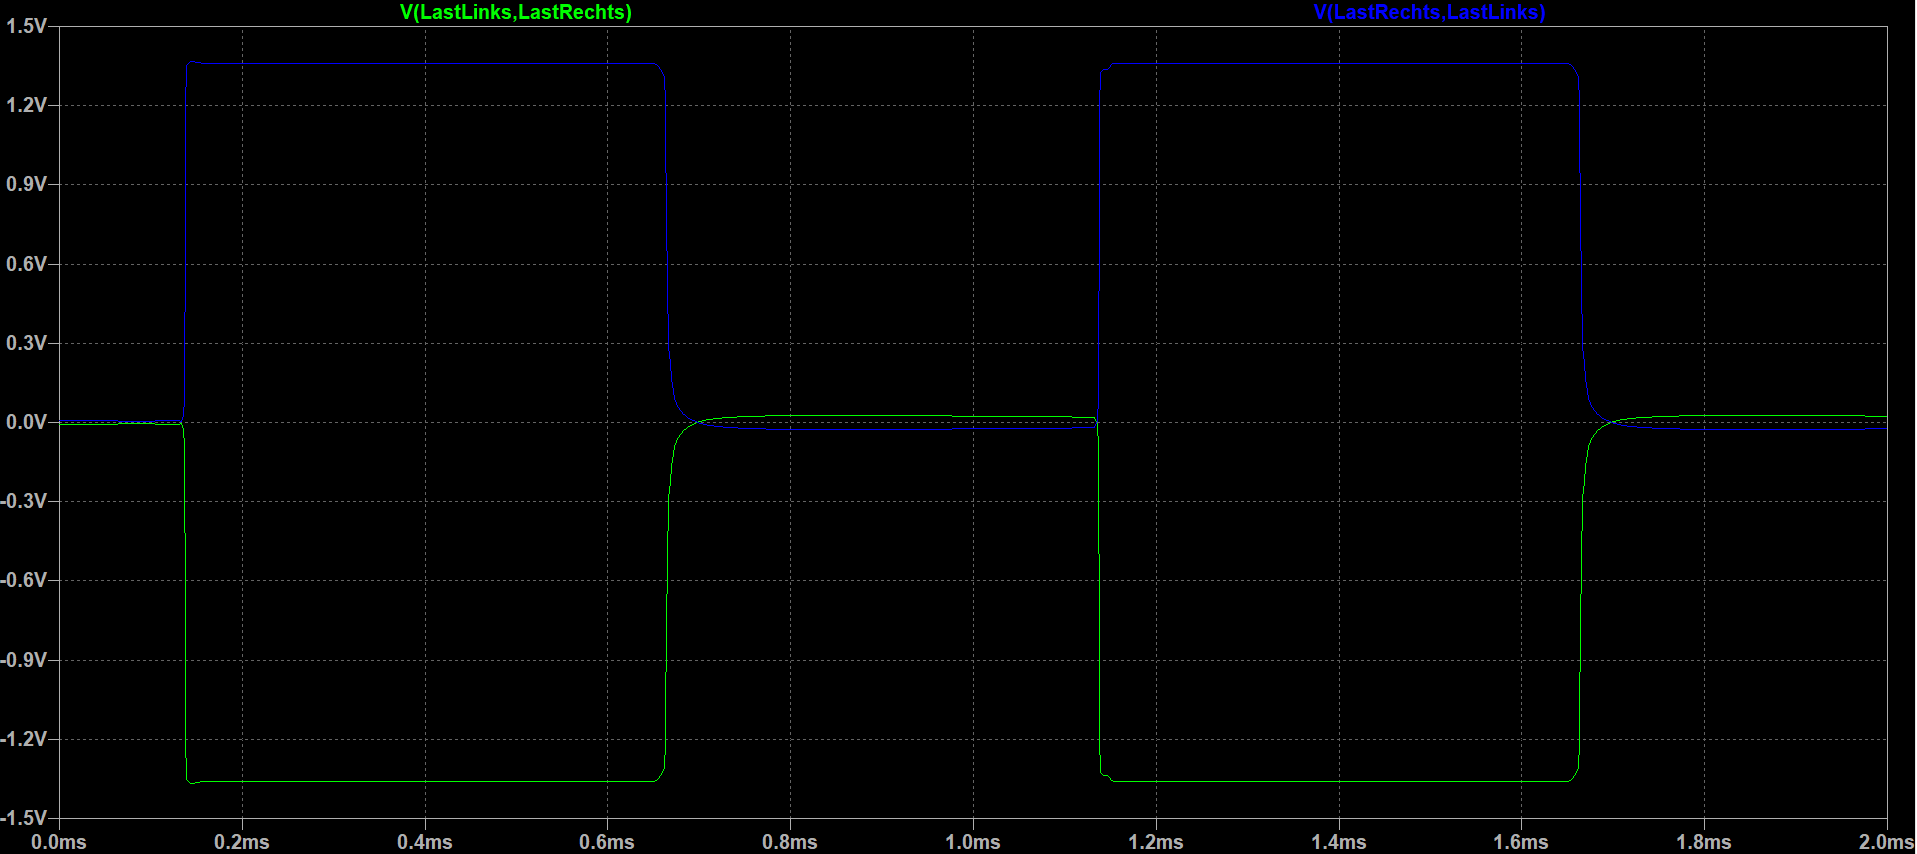 V(LastLinks,LastRechts) V(LastRechts,LastLinks)
1.5V
1.2V
0.9V
0.6V
0.3V
0.0V
-0.3V
-0.6V
-0.9V
-1.2V
-1.5V
0.0ms 0.2ms 0.4ms 0.6ms 0.8ms 1.0ms 1.2ms 1.4ms 1.6ms 1.8ms 2.0ms